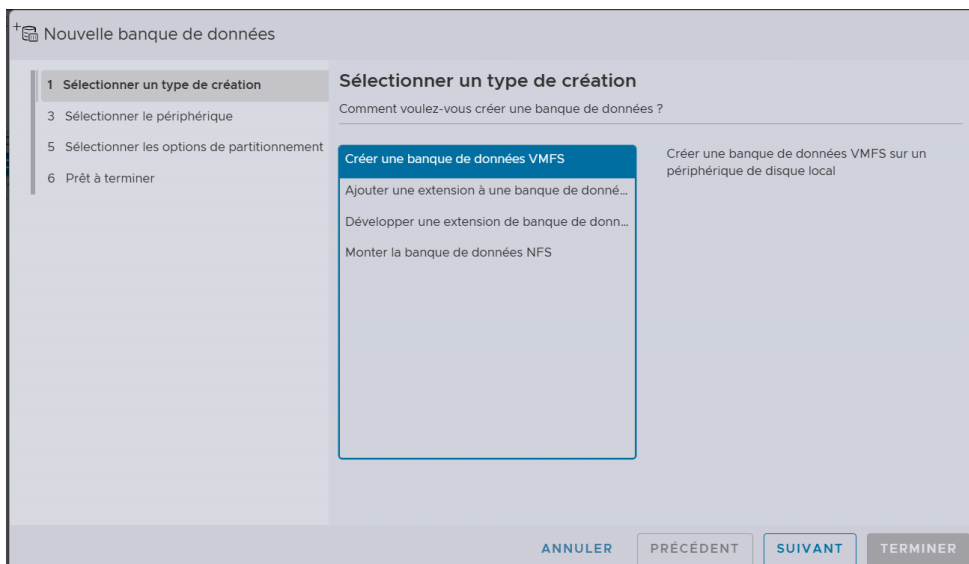 Nouvelle banque de données
1 Sélectionner un type de création
3 Sélectionner le périphérique
5 Sélectionner les options de partitionnement
6 Prêt à terminer
Sélectionner un type de création
Comment voulez-vous créer une banque de données ?
Créer une banque de données VMFS
Ajouter une extension à une banque de donné...
Développer une extension de banque de donn...
Monter la banque de données NFS
Créer une banque de données VMFS sur un
périphérique de disque local
ANNULER
PRÉCÉDENT
SUIVANT
TERMINER